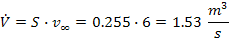 V̇ = S · v∞ = 0.255 · 6 = 1.53 m³/s